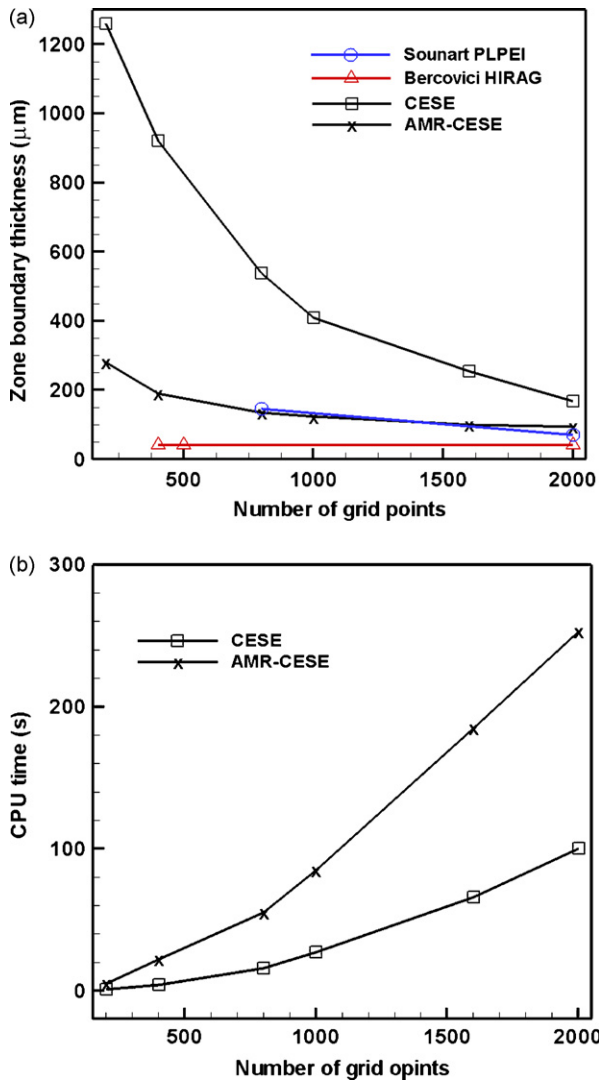 (a)
Zone boundary thickness (μm)
1200
1000
800
600
400
200
0
Sounart PLPEI
Bercovici HIRAG
CESE
AMR-CESE
500
1000
1500
2000
Number of grid points
(b)
CPU time (s)
300
200
100
0
CESE
AMR-CESE
500
1000
1500
2000
Number of grid opints